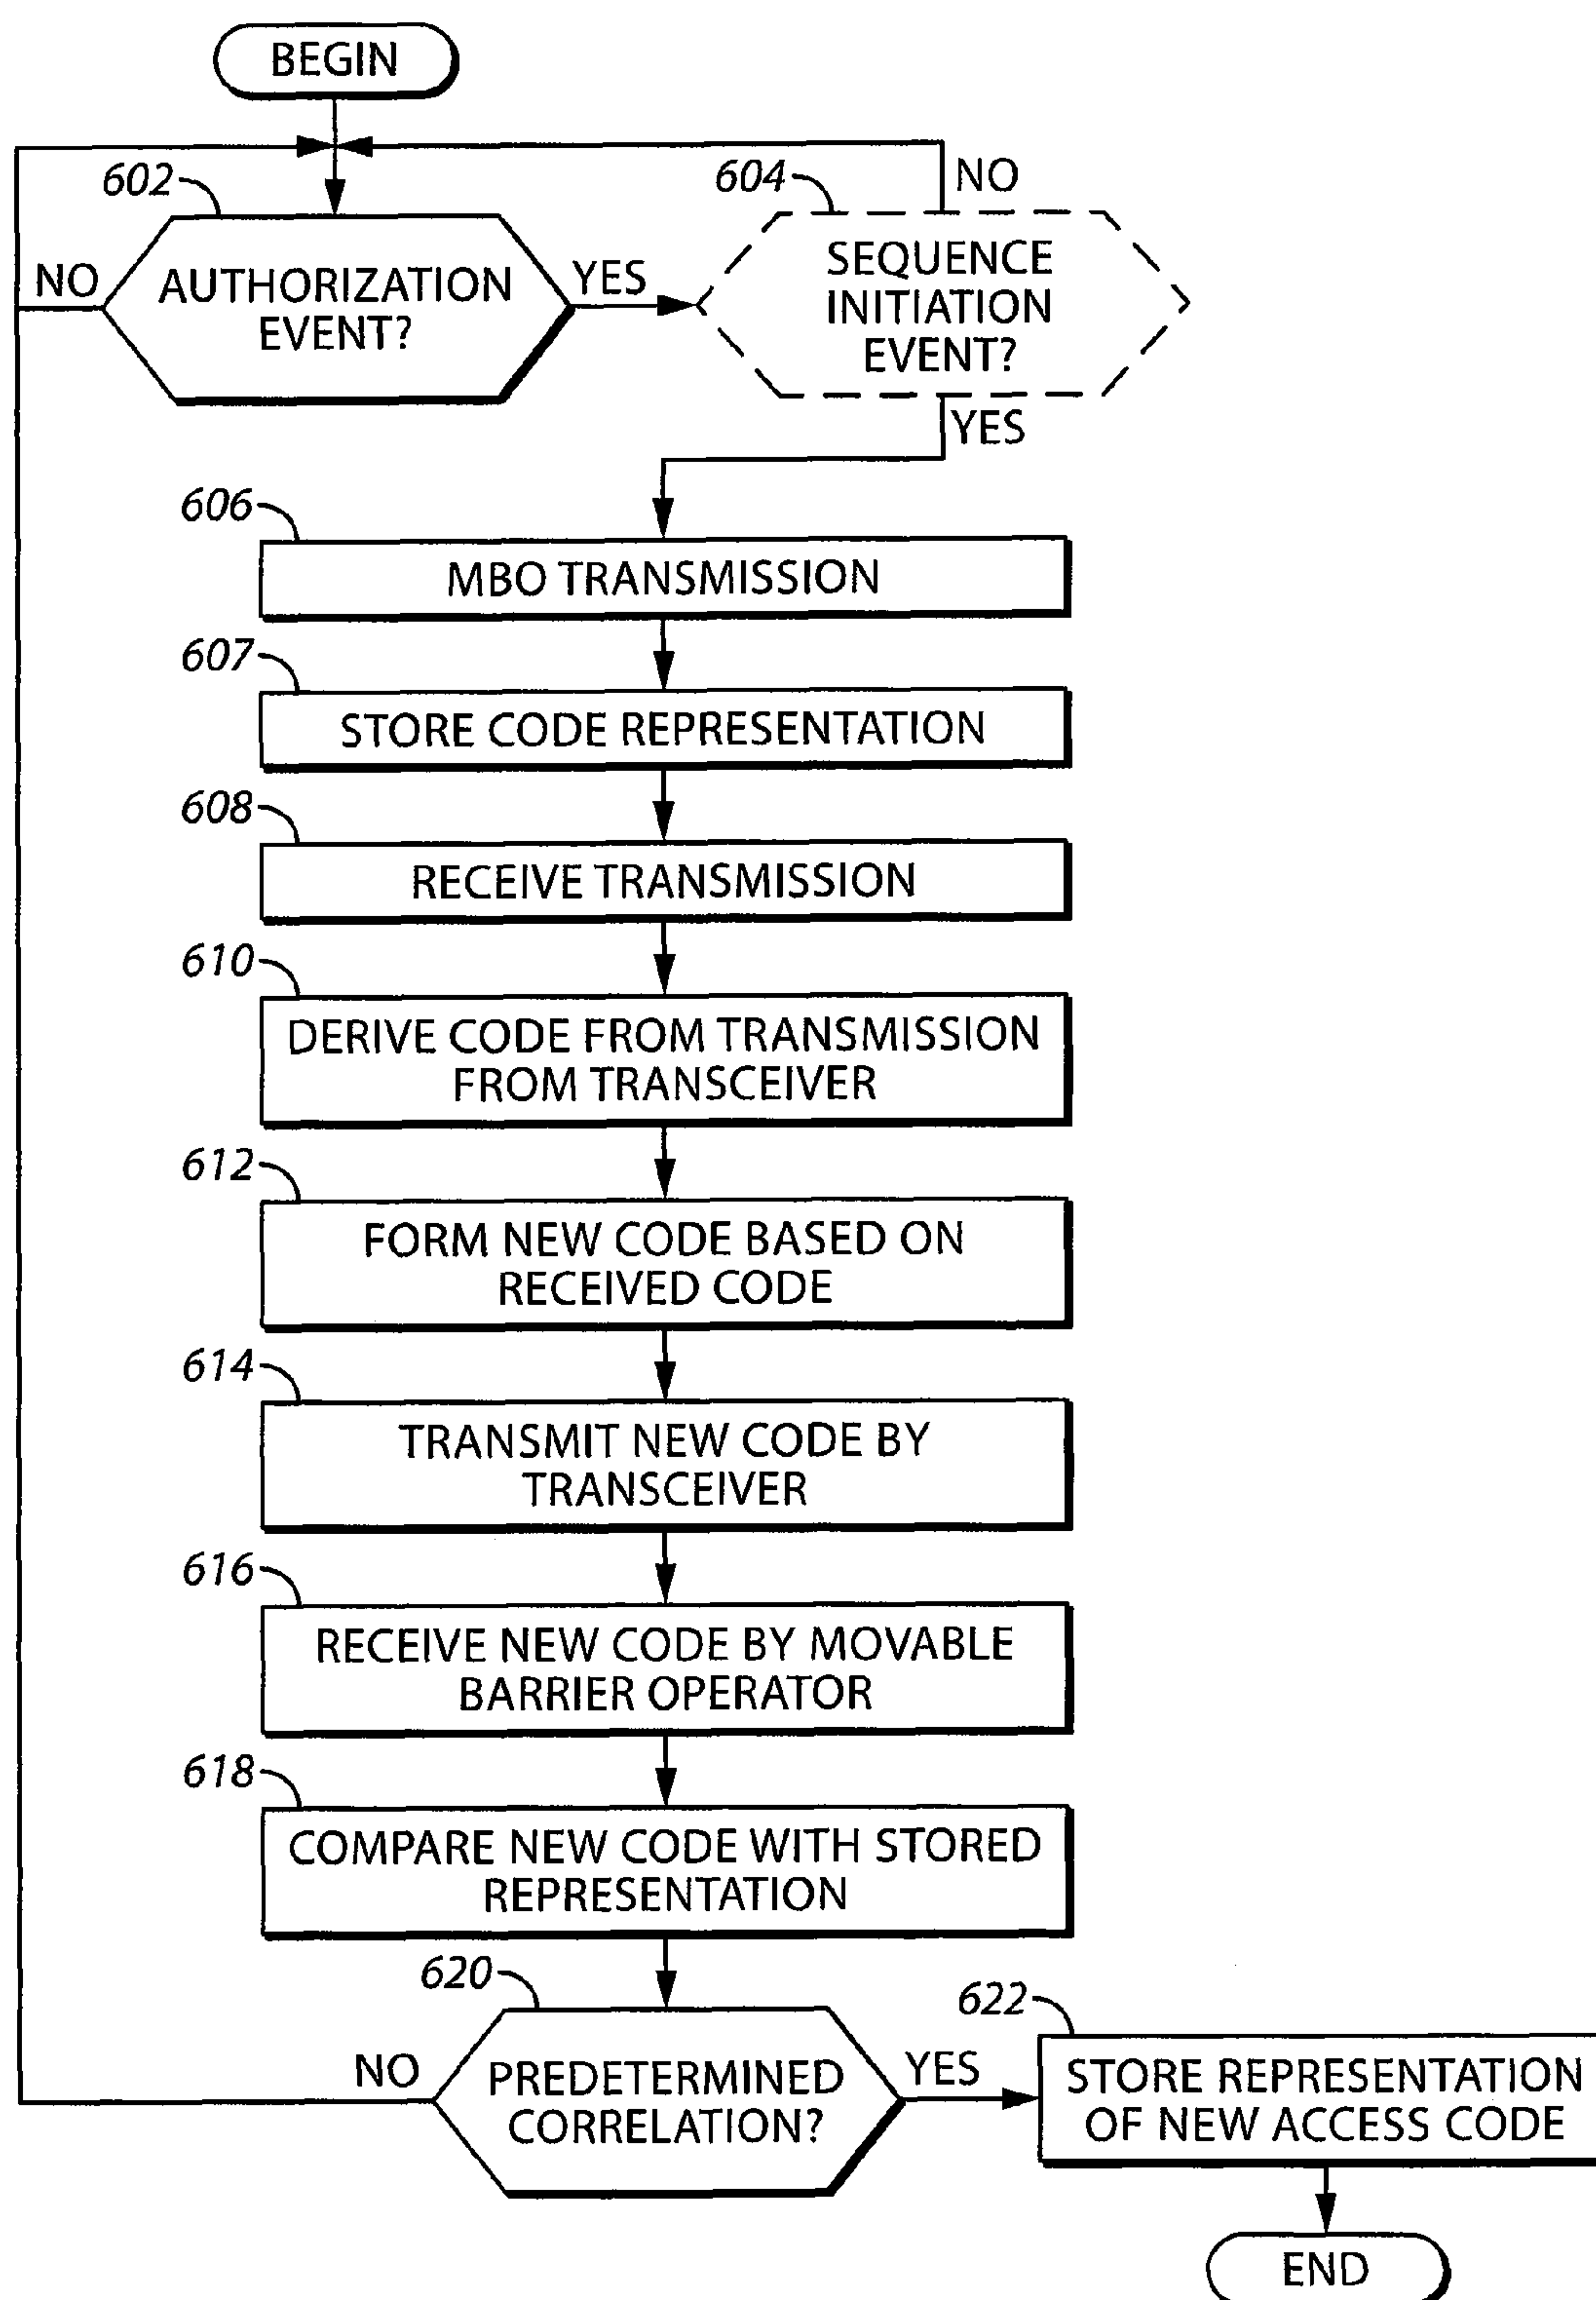 BEGIN
602
604
NO
NO
AUTHORIZATION
EVENT?
YES
SEQUENCE
INITIATION
EVENT?
YES
606
MBO TRANSMISSION
607
STORE CODE REPRESENTATION
608
RECEIVE TRANSMISSION
610
DERIVE CODE FROM TRANSMISSION
FROM TRANSCEIVER
612
FORM NEW CODE BASED ON
RECEIVED CODE
614
TRANSMIT NEW CODE BY
TRANSCEIVER
616
RECEIVE NEW CODE BY MOVABLE
BARRIER OPERATOR
618
COMPARE NEW CODE WITH STORED
REPRESENTATION
620
NO
PREDETERMINED
CORRELATION?
YES
622
STORE REPRESENTATION
OF NEW ACCESS CODE
END